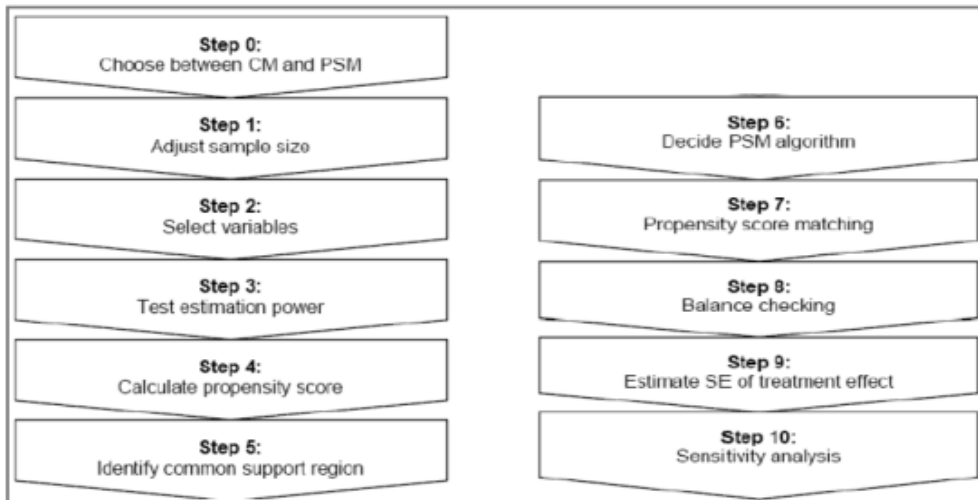 Step 0:
Choose between CM and PSM
Step 1:
Adjust sample size
Step 2:
Select variables
Step 3:
Test estimation power
Step 4:
Calculate propensity score
Step 5:
Identify common support region
Step 6:
Decide PSM algorithm
Step 7:
Propensity score matching
Step 8:
Balance checking
Step 9:
Estimate SE of treatment effect
Step 10:
Sensitivity analysis